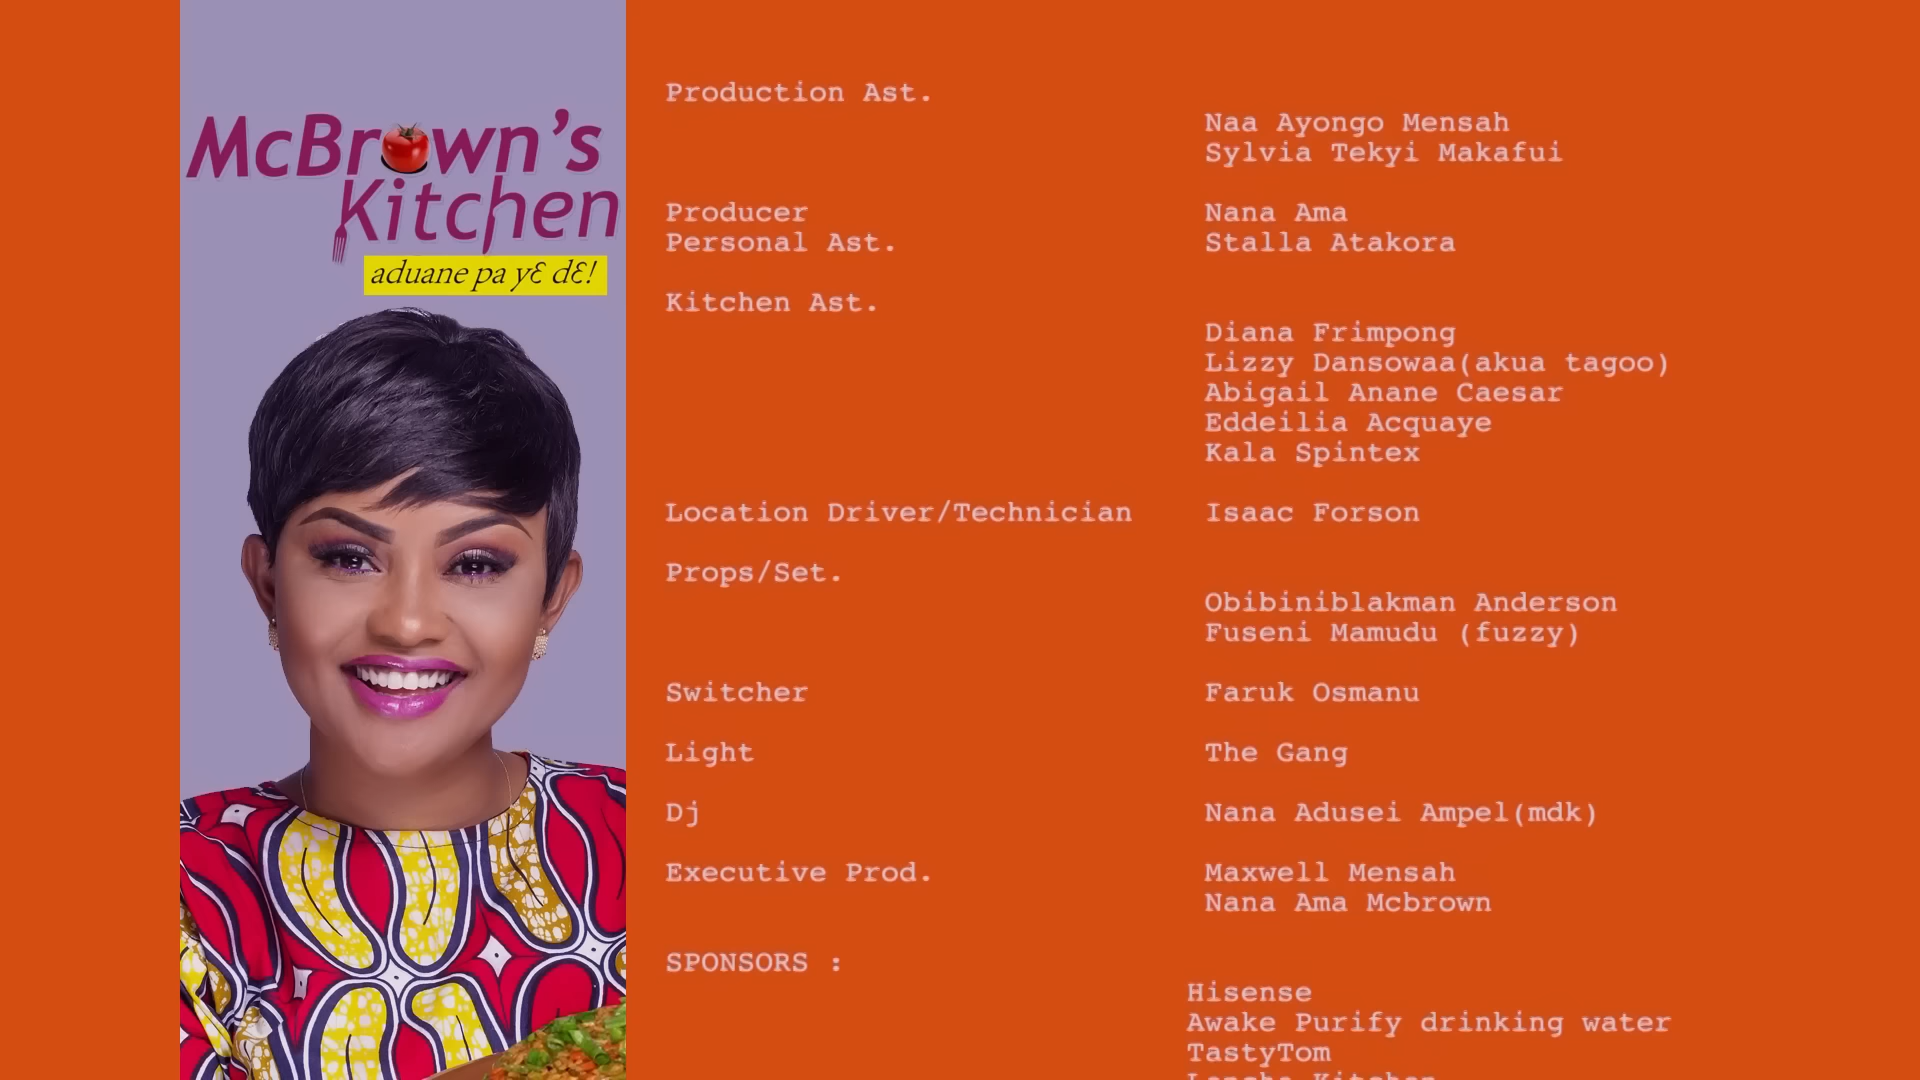 McBrown's
Kitchen
aduane pa yɛ dɛ!
Production Ast.
Naa Ayongo Mensah
Sylvia Tekyi Makafui
Producer Nana Ama
Personal Ast. Stalla Atakora
Kitchen Ast.
Diana Frimpong
Lizzy Dansowaa(akua tagoo)
Abigail Anane Caesar
Eddeilia Acquaye
Kala Spintex
Location Driver/Technician Isaac Forson
Props/Set.
Obibiniblakman Anderson
Fuseni Mamudu (fuzzy)
Switcher Faruk Osmanu
Light The Gang
Dj Nana Adusei Ampel(mdk)
Executive Prod. Maxwell Mensah
Nana Ama Mcbrown
SPONSORS :
Hisense
Awake Purify drinking water
TastyTom
Kitchen